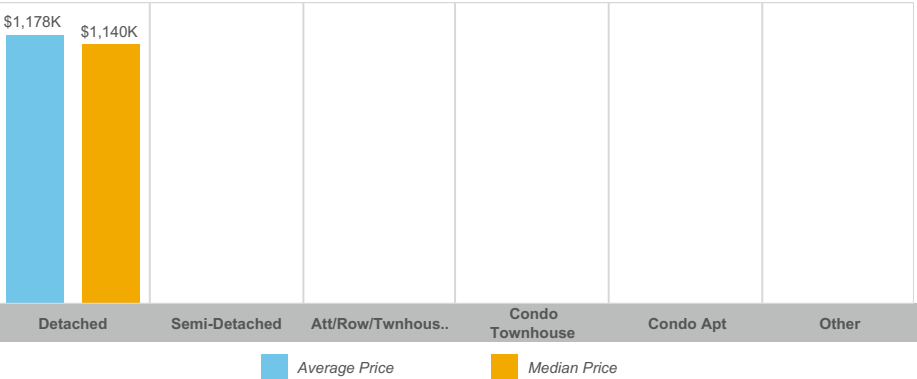 $1,178K
$1,140K
Detached
Semi-Detached
Att/Row/Twnhous..
Condo
Townhouse
Condo Apt
Other
Average Price
Median Price